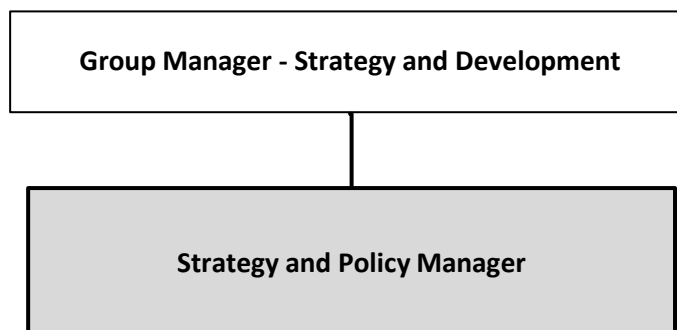 Group Manager - Strategy and Development
Strategy and Policy Manager